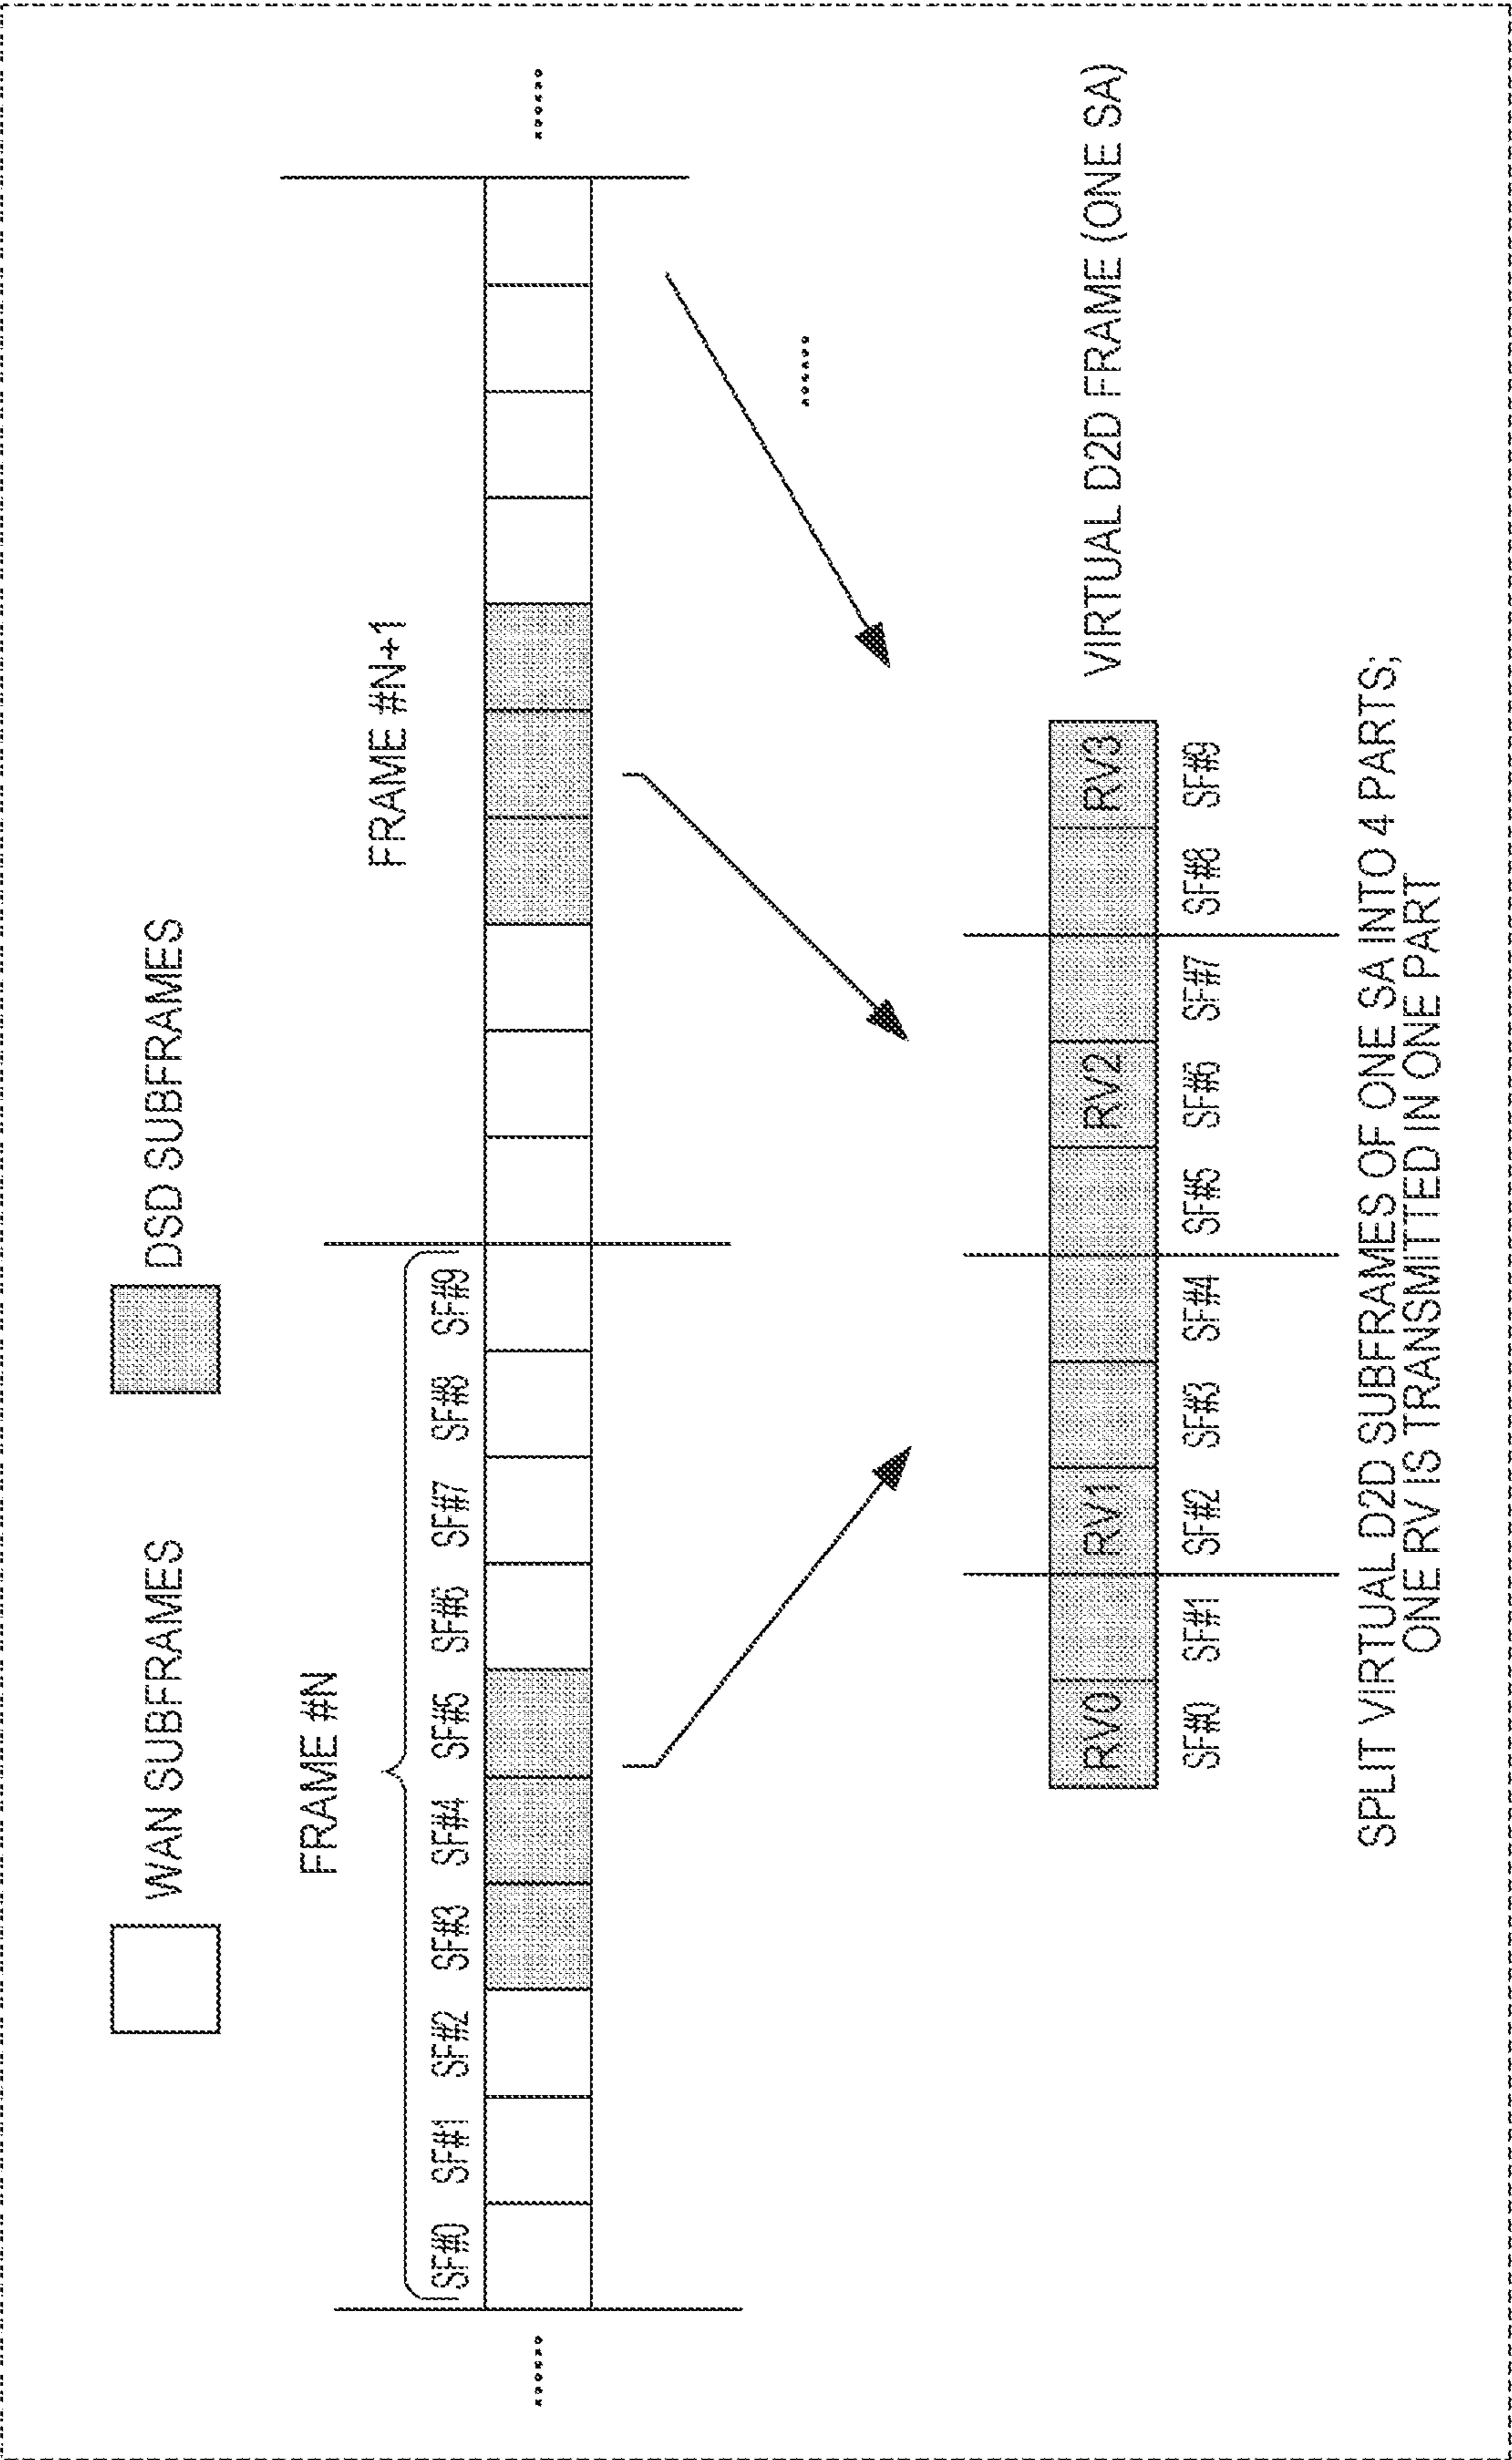 WAN SUBFRAMES
DSD SUBFRAMES
FRAME #N
FRAME #N+1
SF#0 SF#1 SF#2 SF#3 SF#4 SF#5 SF#6 SF#7 SF#8 SF#9
RV0 RV1 RV2 RV3
VIRTUAL D2D FRAME (ONE SA)
SF#0 SF#1 SF#2 SF#3 SF#4 SF#5 SF#6 SF#7 SF#8 SF#9
SPLIT VIRTUAL D2D SUBFRAMES OF ONE SA INTO 4 PARTS;
ONE RV IS TRANSMITTED IN ONE PART